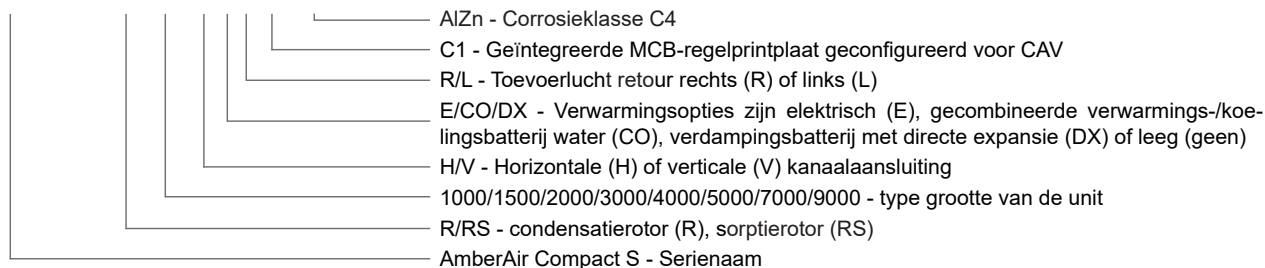 AlZn - Corrosieklasse C4
C1 - Geïntegreerde MCB-regelprintplaat geconfigureerd voor CAV
R/L - Toevoerlucht retour rechts (R) of links (L)
E/CO/DX - Verwarmingsopties zijn elektrisch (E), gecombineerde verwarmings-/koe-
lingsbatterij water (CO), verdampingsbatterij met directe expansie (DX) of leeg (geen)
H/V - Horizontale (H) of verticale (V) kanaalaansluiting
1000/1500/2000/3000/4000/5000/7000/9000 - type grootte van de unit
R/RS - condensatierotor (R), sorptierotor (RS)
AmberAir Compact S - Serienaam